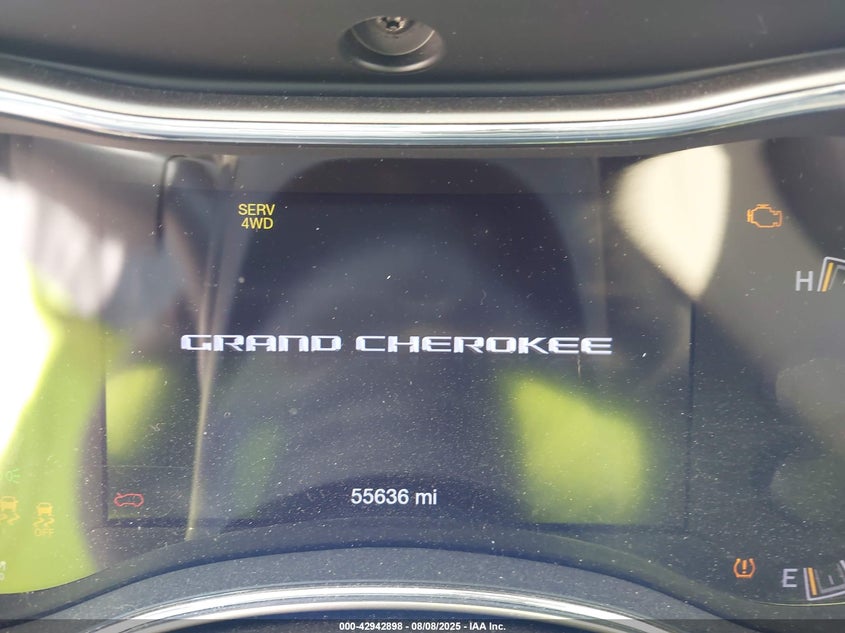 SERV
4WD
H
GRAND CHEROKEE
55636 mi
OFF
E
000-42942898 - 08/08/2025 - IAA Inc.